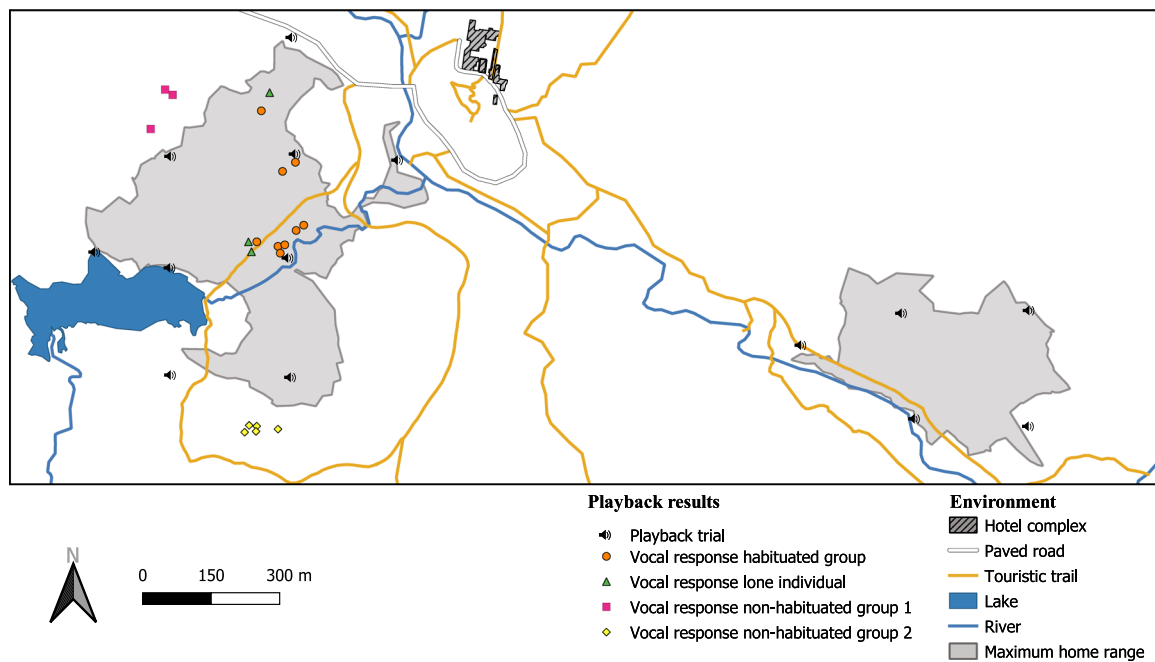 Playback results
Playback trial
Vocal response habituated group
Vocal response lone individual
Vocal response non-habituated group 1
Vocal response non-habituated group 2
Environment
Hotel complex
Paved road
Touristic trail
Lake
River
Maximum home range
N
0 150 300 m